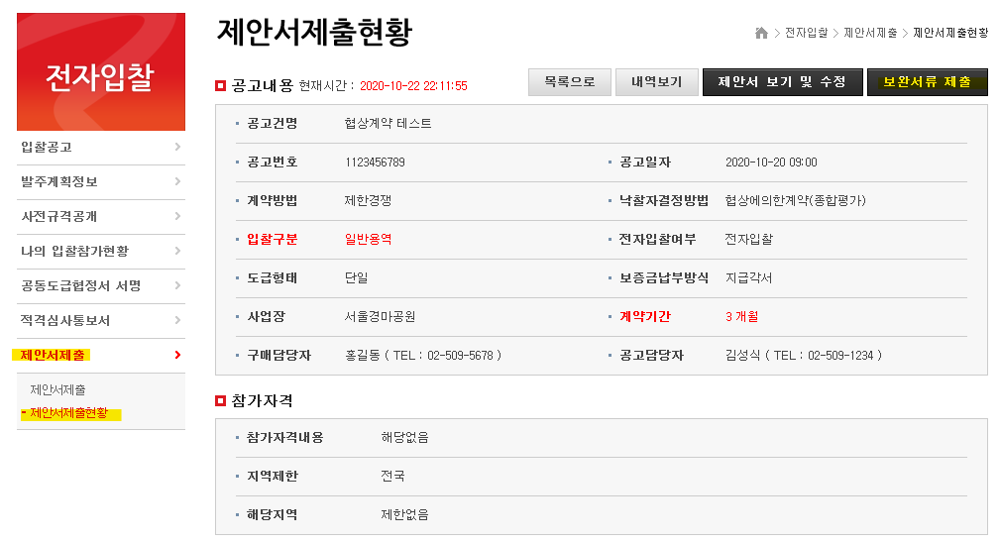 전자입찰
입찰공고
발주계획정보
사전규격공개
나의 입찰참가현황
공동도급협정서 서명
적격심사통보서
제안서제출
제안서제출
- 제안서제출현황
제안서제출현황
전자입찰 > 제안서제출 > 제안서제출현황
공고내용 현재시간 : 2020-10-22 22:11:55
목록으로 내역보기 제안서 보기 및 수정 보완서류 제출
공고건명 협상계약 테스트
공고번호 1123456789 공고일자 2020-10-20 09:00
계약방법 제한경쟁 낙찰자결정방법 협상에의한계약(종합평가)
입찰구분 일반용역 전자입찰여부 전자입찰
도급형태 단일 보증금납부방식 지급각서
사업장 서울경마공원 계약기간 3 개월
구매담당자 홍길동 ( TEL : 02-509-5678 ) 공고담당자 김성식 ( TEL : 02-509-1234 )
참가자격
참가자격내용 해당없음
지역제한 전국
해당지역 제한없음